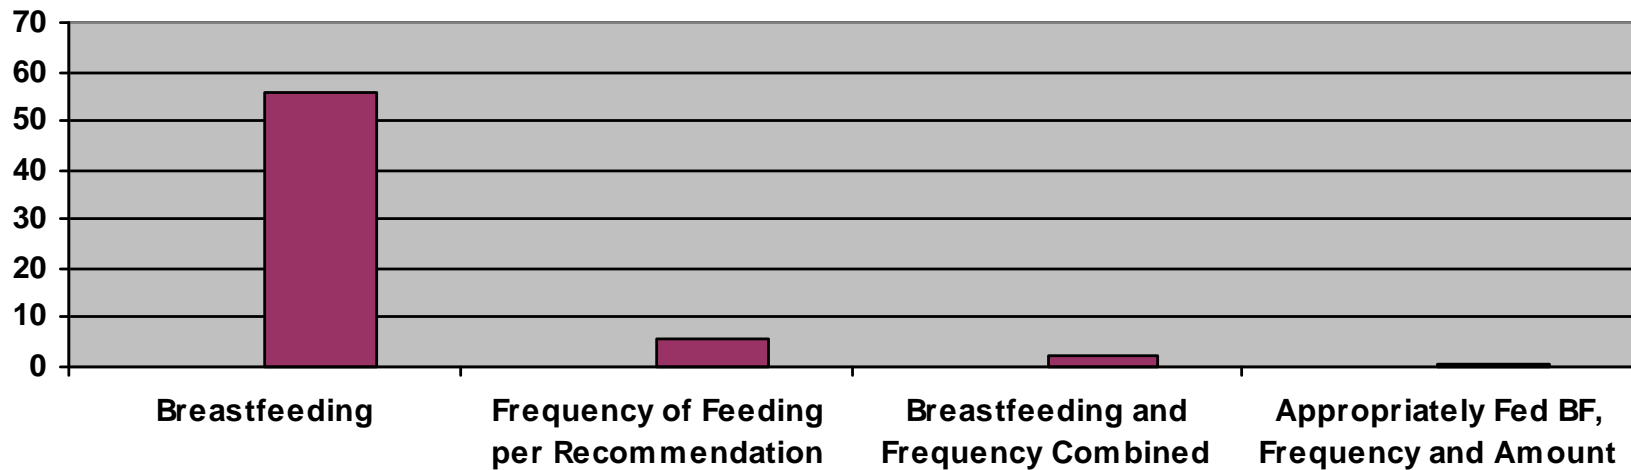 70
60
50
40
30
20
10
0
Breastfeeding
Frequency of Feeding
per Recommendation
Breastfeeding and
Frequency Combined
Appropriately Fed BF,
Frequency and Amount